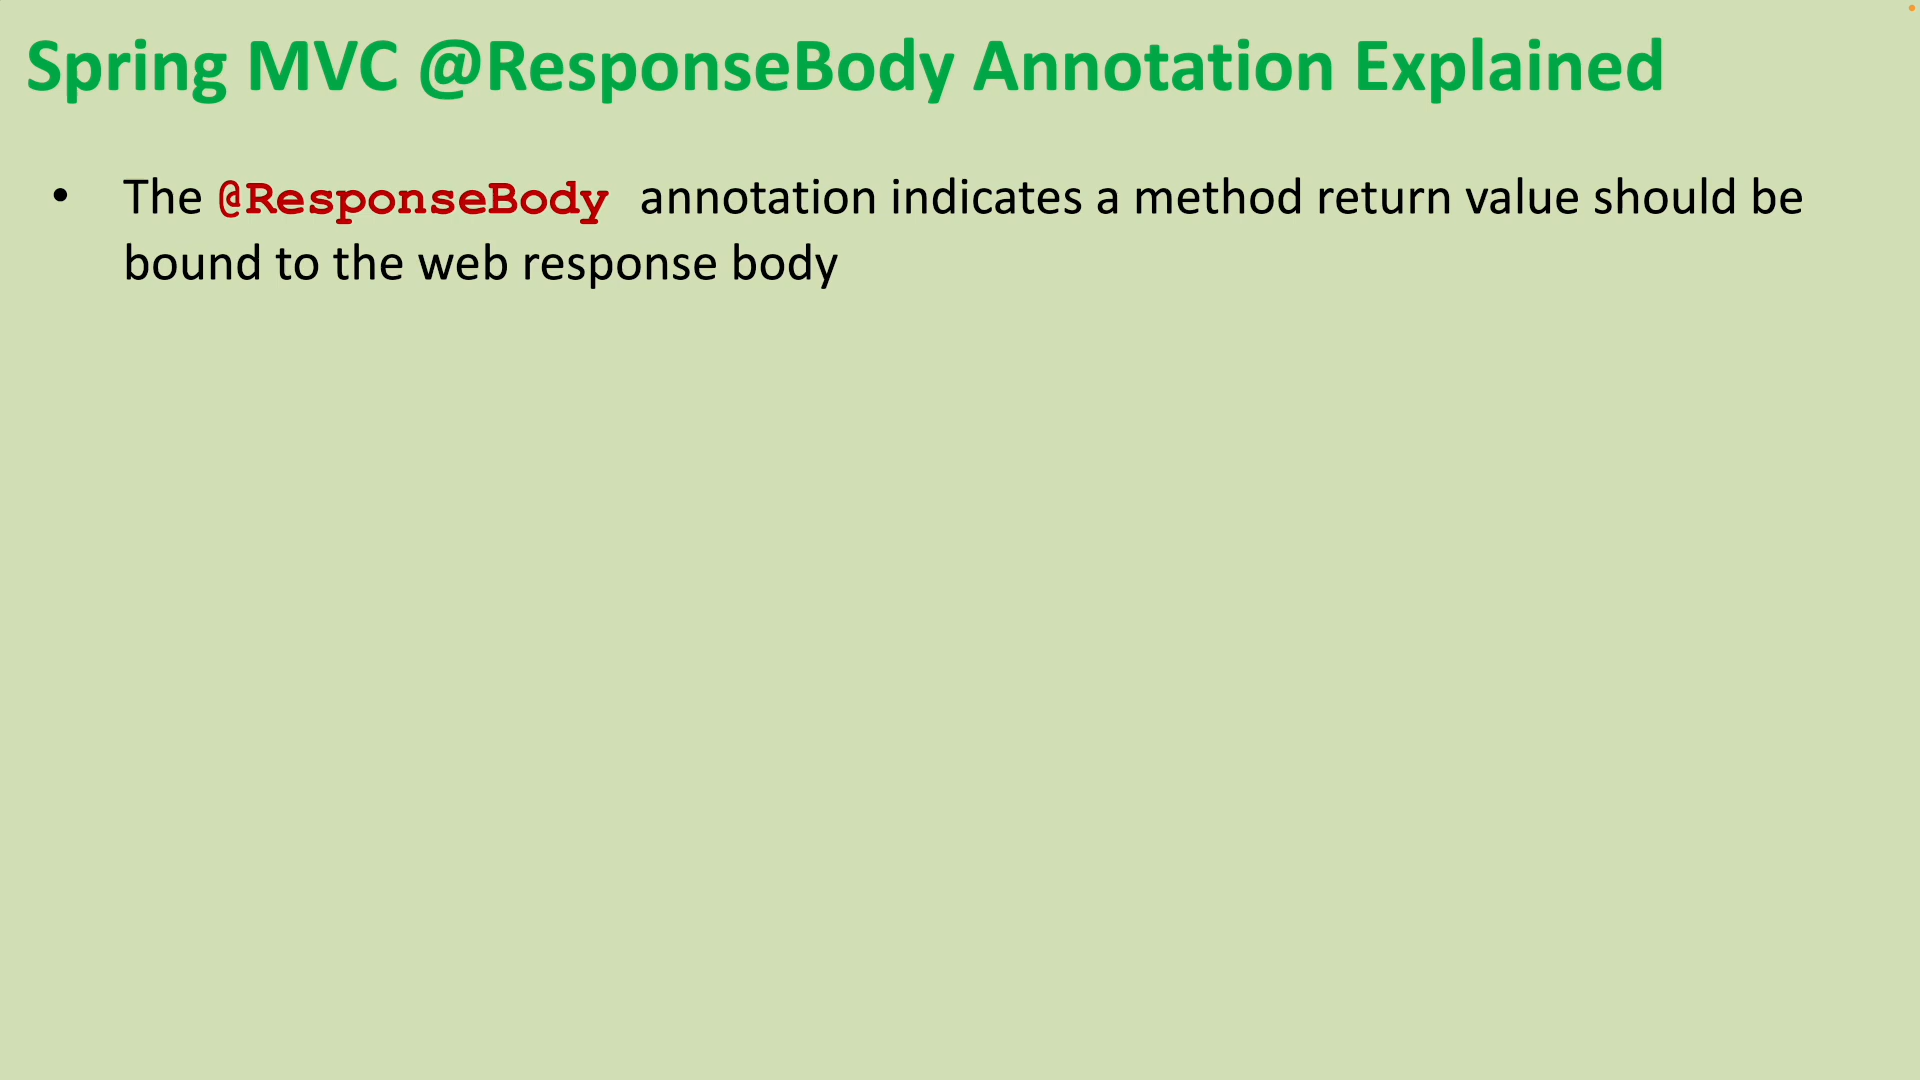 Spring MVC @ResponseBody Annotation Explained
• The @ResponseBody annotation indicates a method return value should be
bound to the web response body